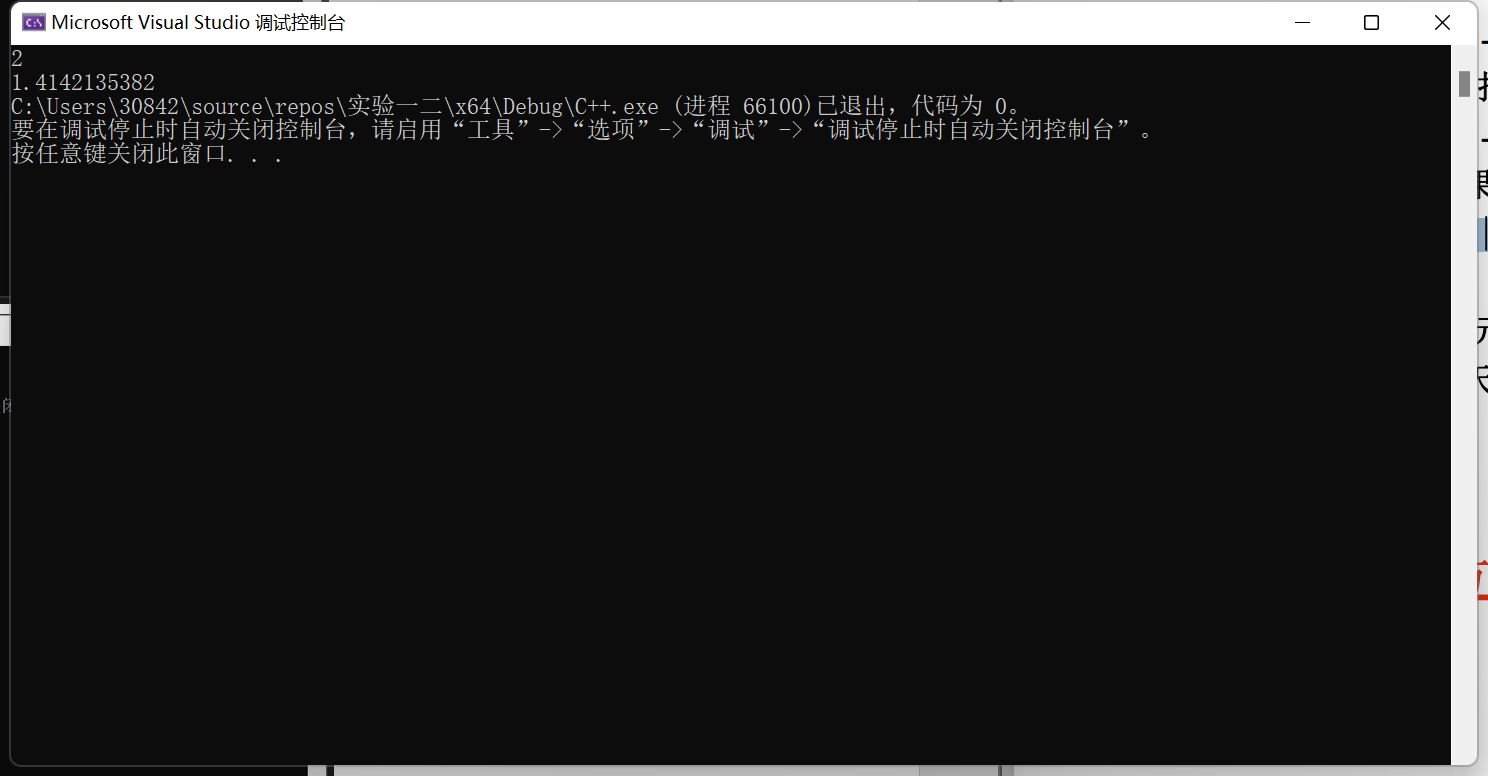 Microsoft Visual Studio 调试控制台
2
1.4142135382
C:\Users\30842\source\repos\实验一二\x64\Debug\C++.exe (进程 66100)已退出，代码为 0。
要在调试停止时自动关闭控制台，请启用“工具”->“选项”->“调试”->“调试停止时自动关闭控制台”。
按任意键关闭此窗口. . .